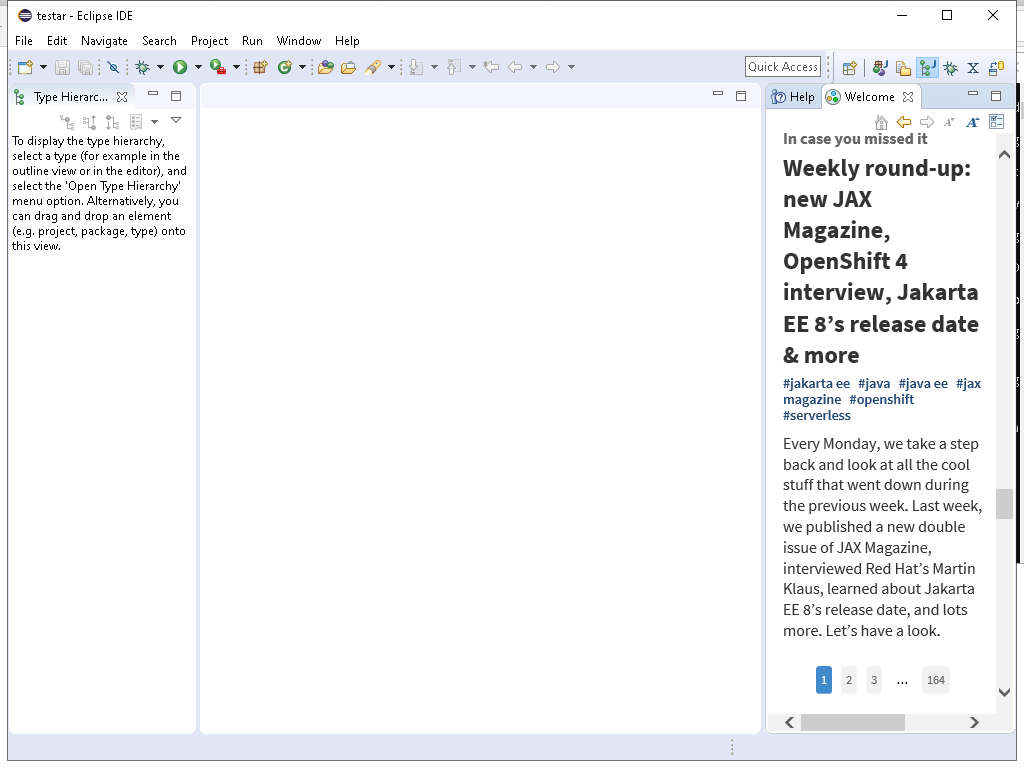 testar - Eclipse IDE
File Edit Navigate Search Project Run Window Help
Quick Access
Type Hierarc...
To display the type hierarchy,
select a type (for example in the
outline view or in the editor), and
select the 'Open Type Hierarchy'
menu option. Alternatively, you
can drag and drop an element
(e.g. project, package, type) onto
this view.
Help Welcome
In case you missed it
Weekly round-up:
new JAX
Magazine,
OpenShift 4
interview, Jakarta
EE 8’s release date
& more
#jakarta ee #java #java ee #jax
magazine #openshift
#serverless
Every Monday, we take a step
back and look at all the cool
stuff that went down during
the previous week. Last week,
we published a new double
issue of JAX Magazine,
interviewed Red Hat’s Martin
Klaus, learned about Jakarta
EE 8’s release date, and lots
more. Let’s have a look.
1 2 3 ... 164